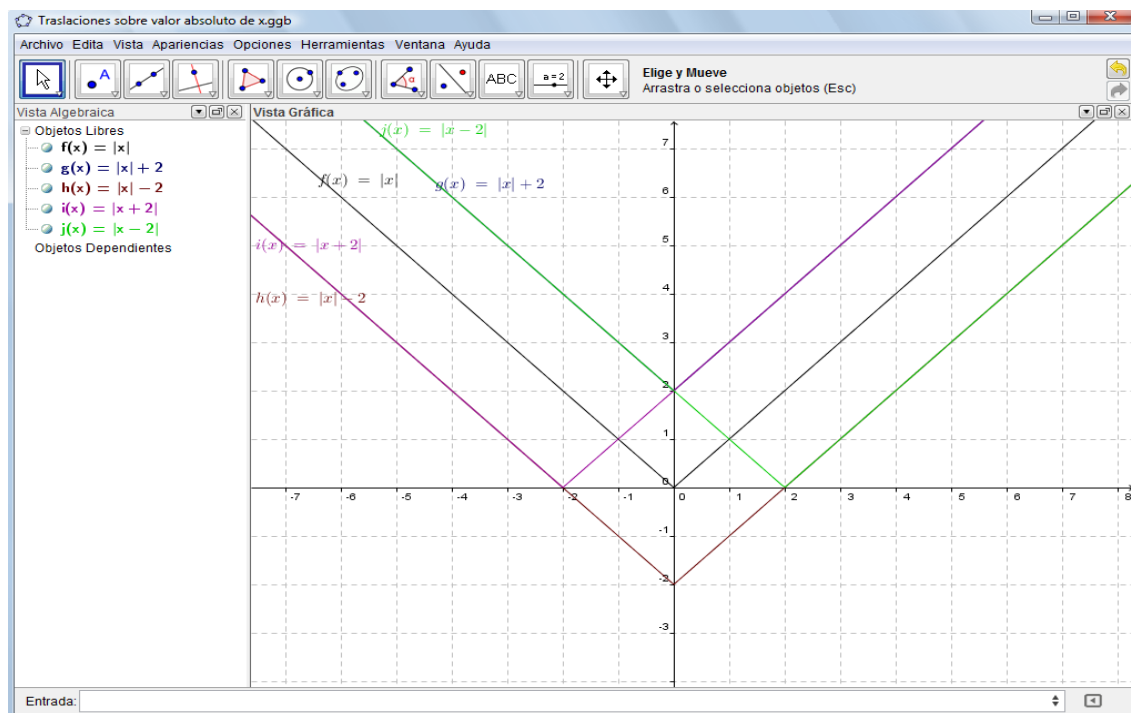 Traslaciones sobre valor absoluto de x.ggb
Archivo Edita Vista Apariencias Opciones Herramientas Ventana Ayuda
A
α
ABC
a=2
Elige y Mueve
Arrastra o selecciona objetos (Esc)
Vista Algebraica
Objetos Libres
f(x) = |x|
g(x) = |x| + 2
h(x) = |x| − 2
i(x) = |x + 2|
j(x) = |x − 2|
Objetos Dependientes
Vista Gráfica
j(x) = |x − 2|
f(x) = |x|
g(x) = |x| + 2
i(x) = |x + 2|
h(x) = |x| − 2
7
6
5
4
3
2
1
0
-1
-2
-3
-7 -6 -5 -4 -3 -2 -1 0 1 2 3 4 5 6 7 8
Entrada: